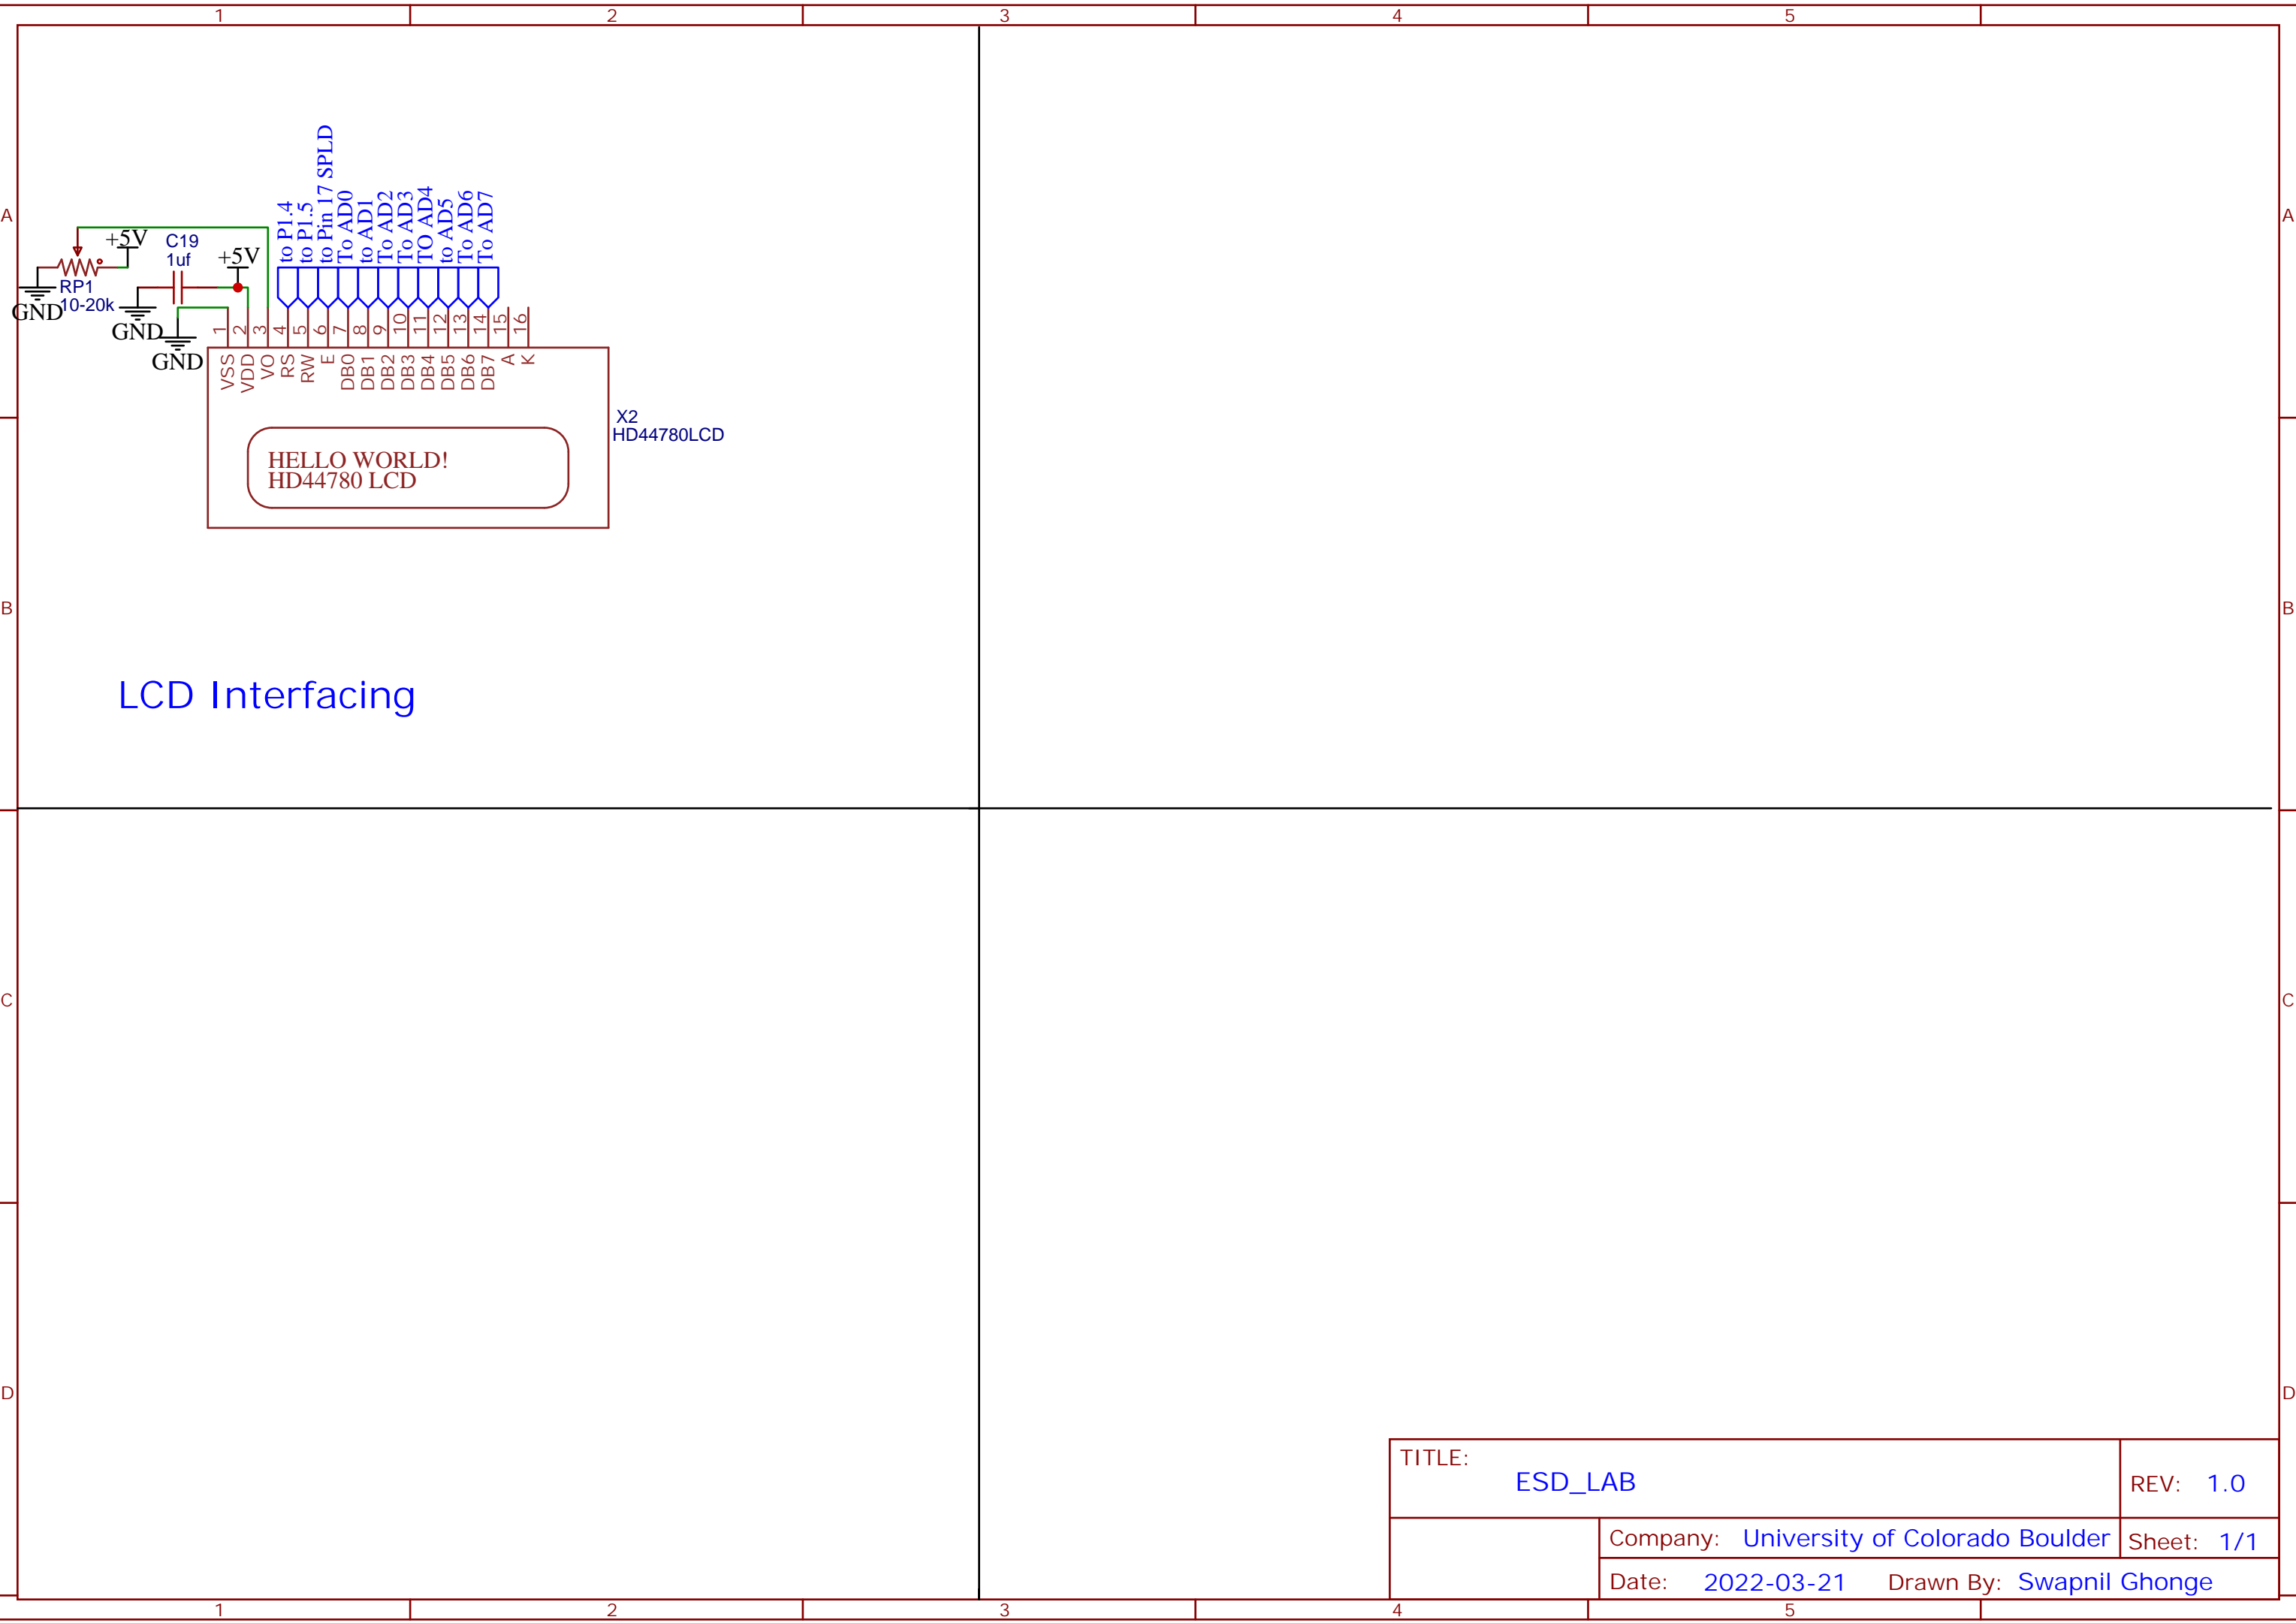 1 2 3 4 5
A A
to P1.4
to P1.5
to Pin 17 SPLD
To AD0
to AD1
To AD2
To AD3
TO AD4
to AD5
To AD6
To AD7
+5V
C19
1uf
+5V
RP1
10-20k
GND
GND
GND
1 2 3 4 5 6 7 8 9 10 11 12 13 14 15 16
VSS VDD VO RS RW E DB0 DB1 DB2 DB3 DB4 DB5 DB6 DB7 A K
X2
HD44780LCD
HELLO WORLD!
HD44780 LCD
B B
LCD Interfacing
C C
D D
TITLE:
ESD_LAB
REV: 1.0
Company: University of Colorado Boulder
Sheet: 1/1
Date: 2022-03-21 Drawn By: Swapnil Ghonge
1 2 3 4 5